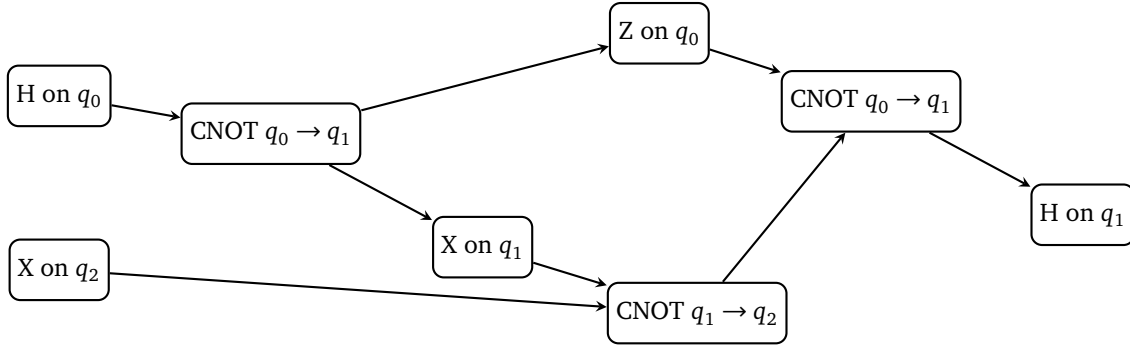 Z on q₀
H on q₀
CNOT q₀ → q₁
CNOT q₀ → q₁
H on q₁
X on q₁
X on q₂
CNOT q₁ → q₂